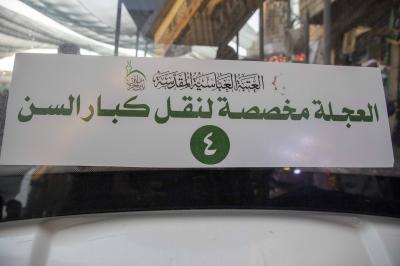 العتبة العباسية المقدسة
العجلة مخصصة لنقل كبار السن
٤